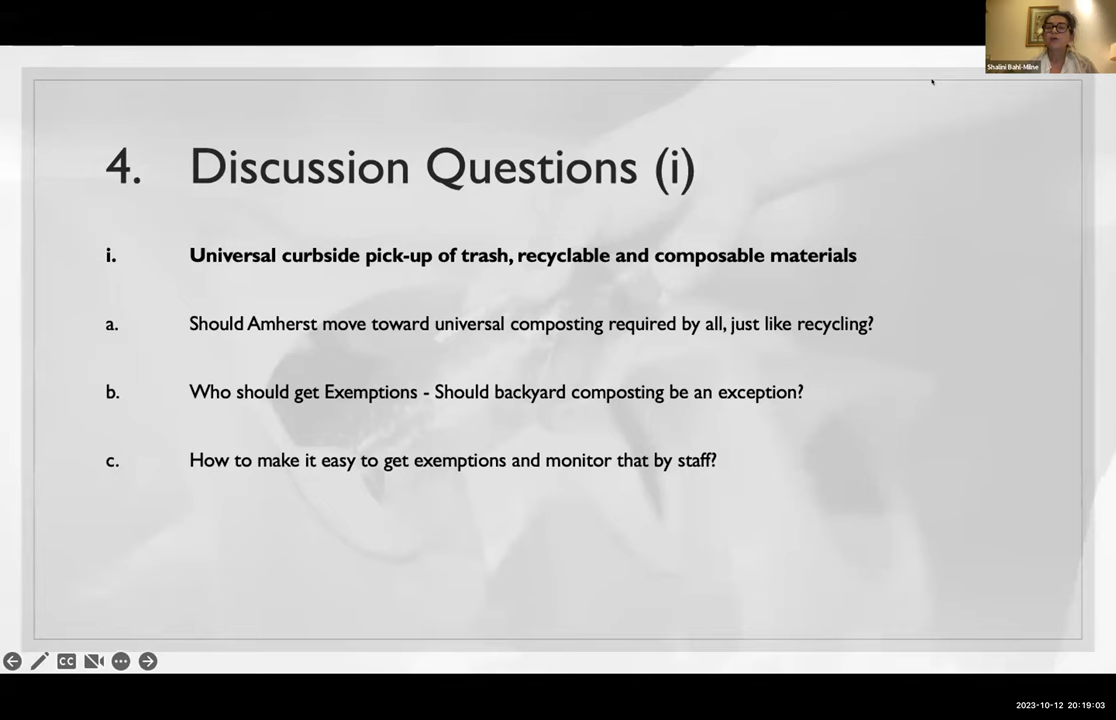 Shalini Bahl-Milne
4. Discussion Questions (i)
i. Universal curbside pick-up of trash, recyclable and composable materials
a. Should Amherst move toward universal composting required by all, just like recycling?
b. Who should get Exemptions - Should backyard composting be an exception?
c. How to make it easy to get exemptions and monitor that by staff?
CC
2023-10-12 20:19:03